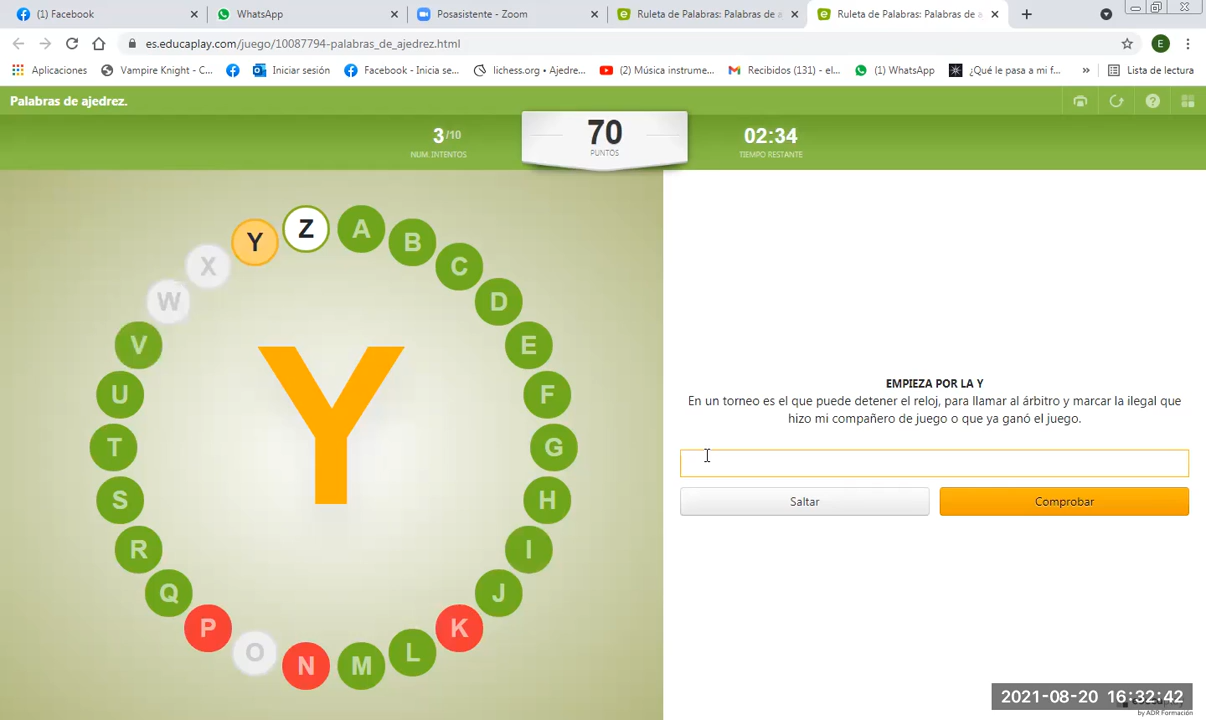 (1) Facebook
WhatsApp
Posasistente - Zoom
Ruleta de Palabras: Palabras de a
Ruleta de Palabras: Palabras de a
es.educaplay.com/juego/10087794-palabras_de_ajedrez.html
E
Aplicaciones
Vampire Knight - C...
Iniciar sesión
Facebook - Inicia se...
lichess.org • Ajedre...
(2) Música instrume...
Recibidos (131) - el...
(1) WhatsApp
¿Qué le pasa a mi f...
»
Lista de lectura
Palabras de ajedrez.
3/10
NUM. INTENTOS
70
PUNTOS
02:34
TIEMPO RESTANTE
A
B
C
D
E
F
G
H
I
J
K
L
M
N
O
P
Q
R
S
T
U
V
W
X
Y
Z
Y
EMPIEZA POR LA Y
En un torneo es el que puede detener el reloj, para llamar al árbitro y marcar la ilegal que
hizo mi compañero de juego o que ya ganó el juego.
Saltar
Comprobar
2021-08-20 16:32:42
by ADR Formación